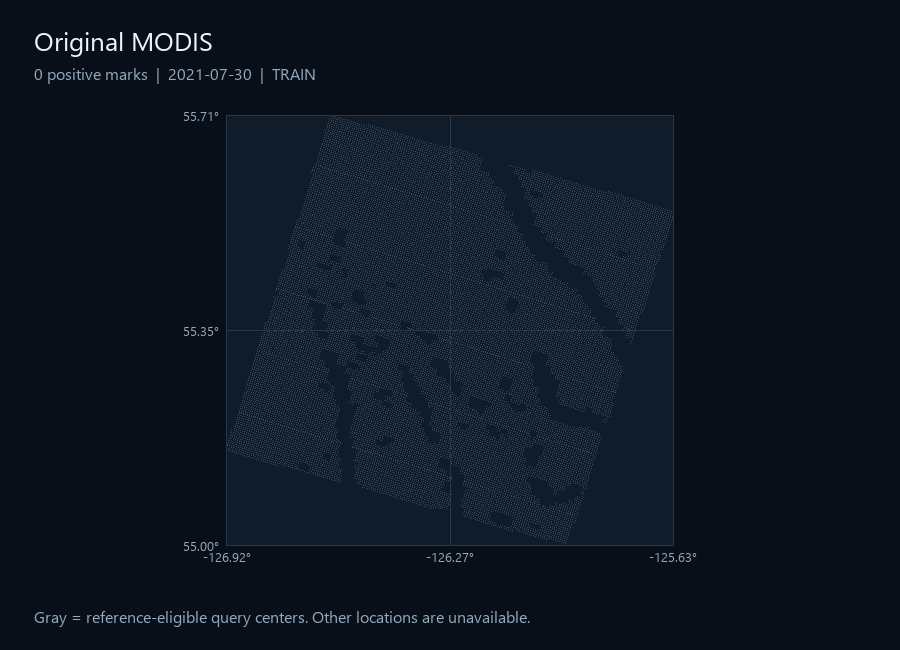 Original MODIS
0 positive marks | 2021-07-30 | TRAIN
55.71°
55.35°
55.00°
-126.92°
-126.27°
-125.63°
Gray = reference-eligible query centers. Other locations are unavailable.